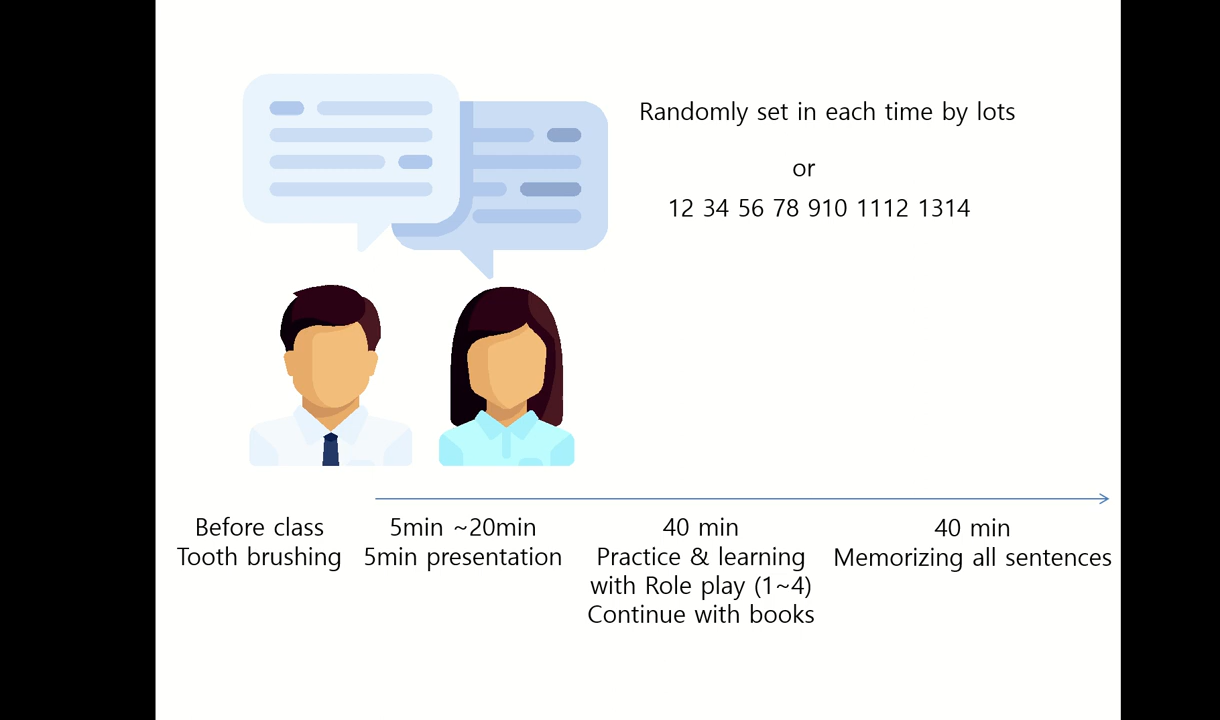 Randomly set in each time by lots
or
12 34 56 78 910 1112 1314
Before class
Tooth brushing
5min ~20min
5min presentation
40 min
Practice & learning
with Role play (1~4)
Continue with books
40 min
Memorizing all sentences